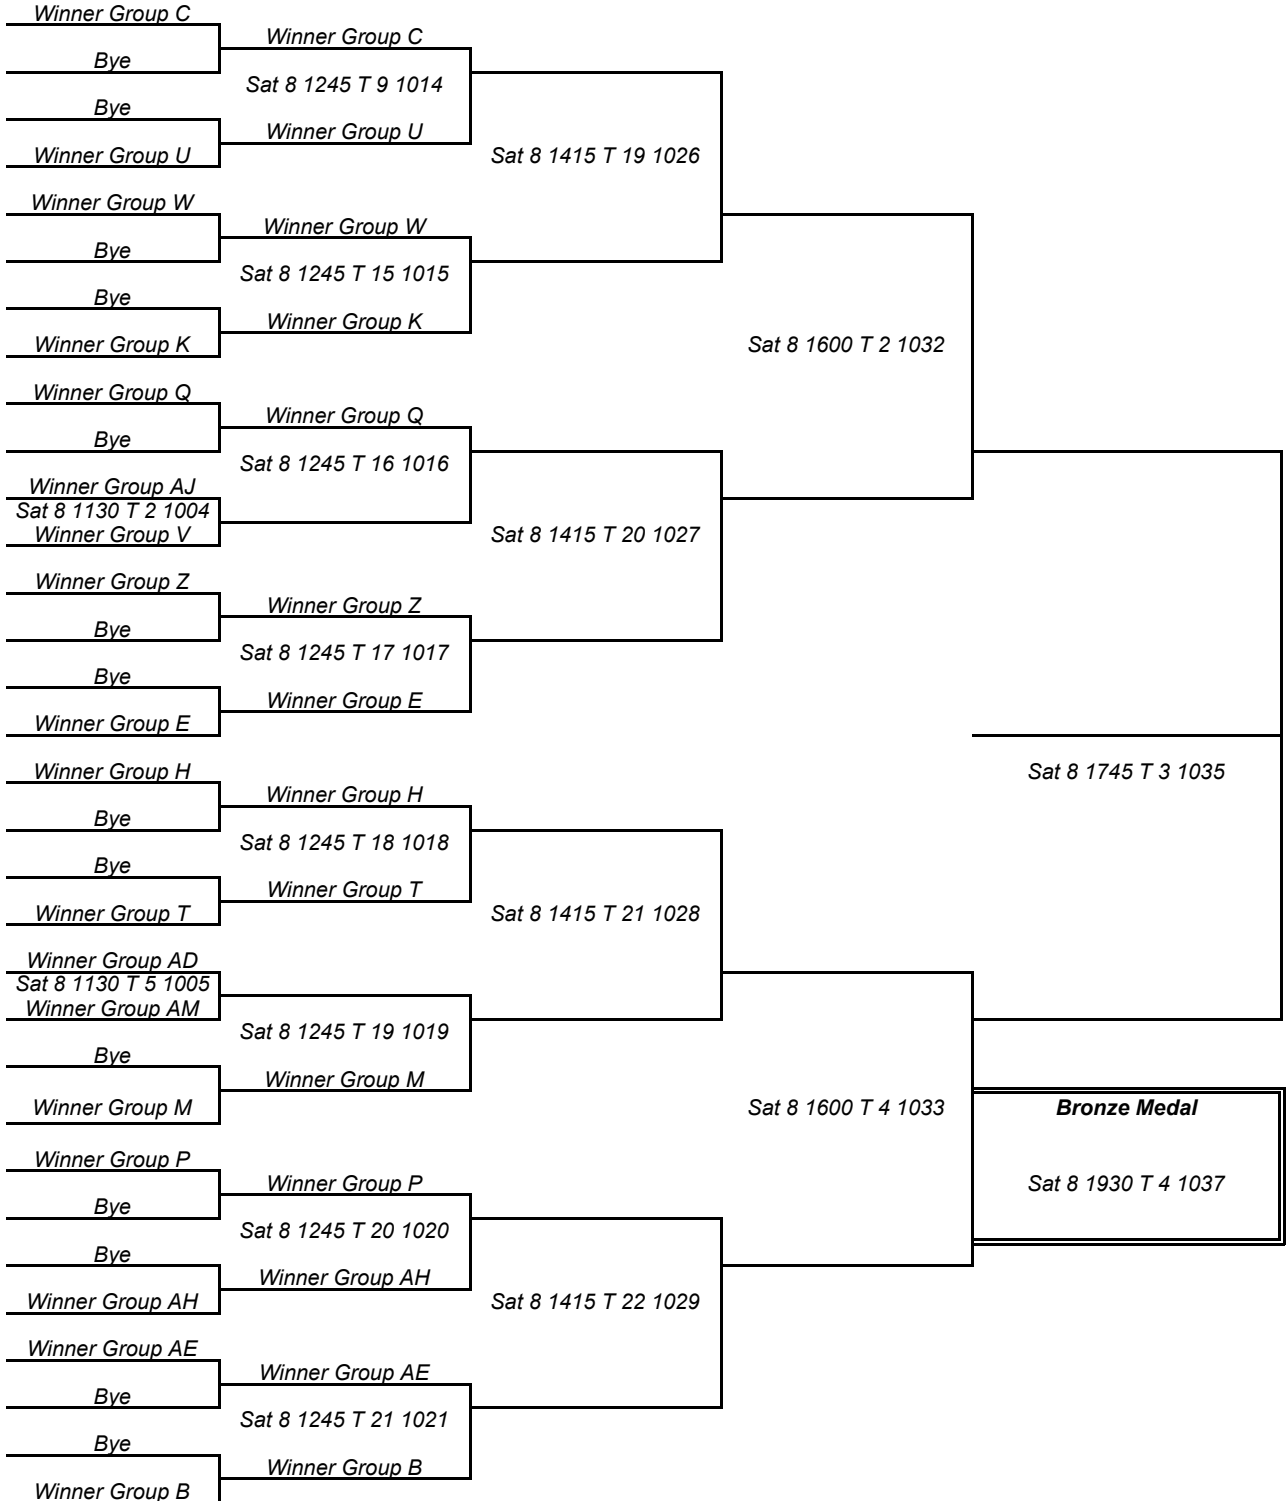 Winner Group C
Winner Group C
Bye
Sat 8 1245 T 9 1014
Bye
Winner Group U
Winner Group U
Sat 8 1415 T 19 1026
Winner Group W
Winner Group W
Bye
Sat 8 1245 T 15 1015
Bye
Winner Group K
Winner Group K
Sat 8 1600 T 2 1032
Winner Group Q
Winner Group Q
Bye
Sat 8 1245 T 16 1016
Winner Group AJ
Sat 8 1130 T 2 1004
Winner Group V
Sat 8 1415 T 20 1027
Winner Group Z
Winner Group Z
Bye
Sat 8 1245 T 17 1017
Bye
Winner Group E
Winner Group E
Winner Group H
Sat 8 1745 T 3 1035
Winner Group H
Bye
Sat 8 1245 T 18 1018
Bye
Winner Group T
Winner Group T
Sat 8 1415 T 21 1028
Winner Group AD
Sat 8 1130 T 5 1005
Winner Group AM
Sat 8 1245 T 19 1019
Bye
Winner Group M
Winner Group M
Sat 8 1600 T 4 1033
Bronze Medal
Winner Group P
Winner Group P
Sat 8 1930 T 4 1037
Bye
Sat 8 1245 T 20 1020
Bye
Winner Group AH
Winner Group AH
Sat 8 1415 T 22 1029
Winner Group AE
Winner Group AE
Bye
Sat 8 1245 T 21 1021
Bye
Winner Group B
Winner Group B